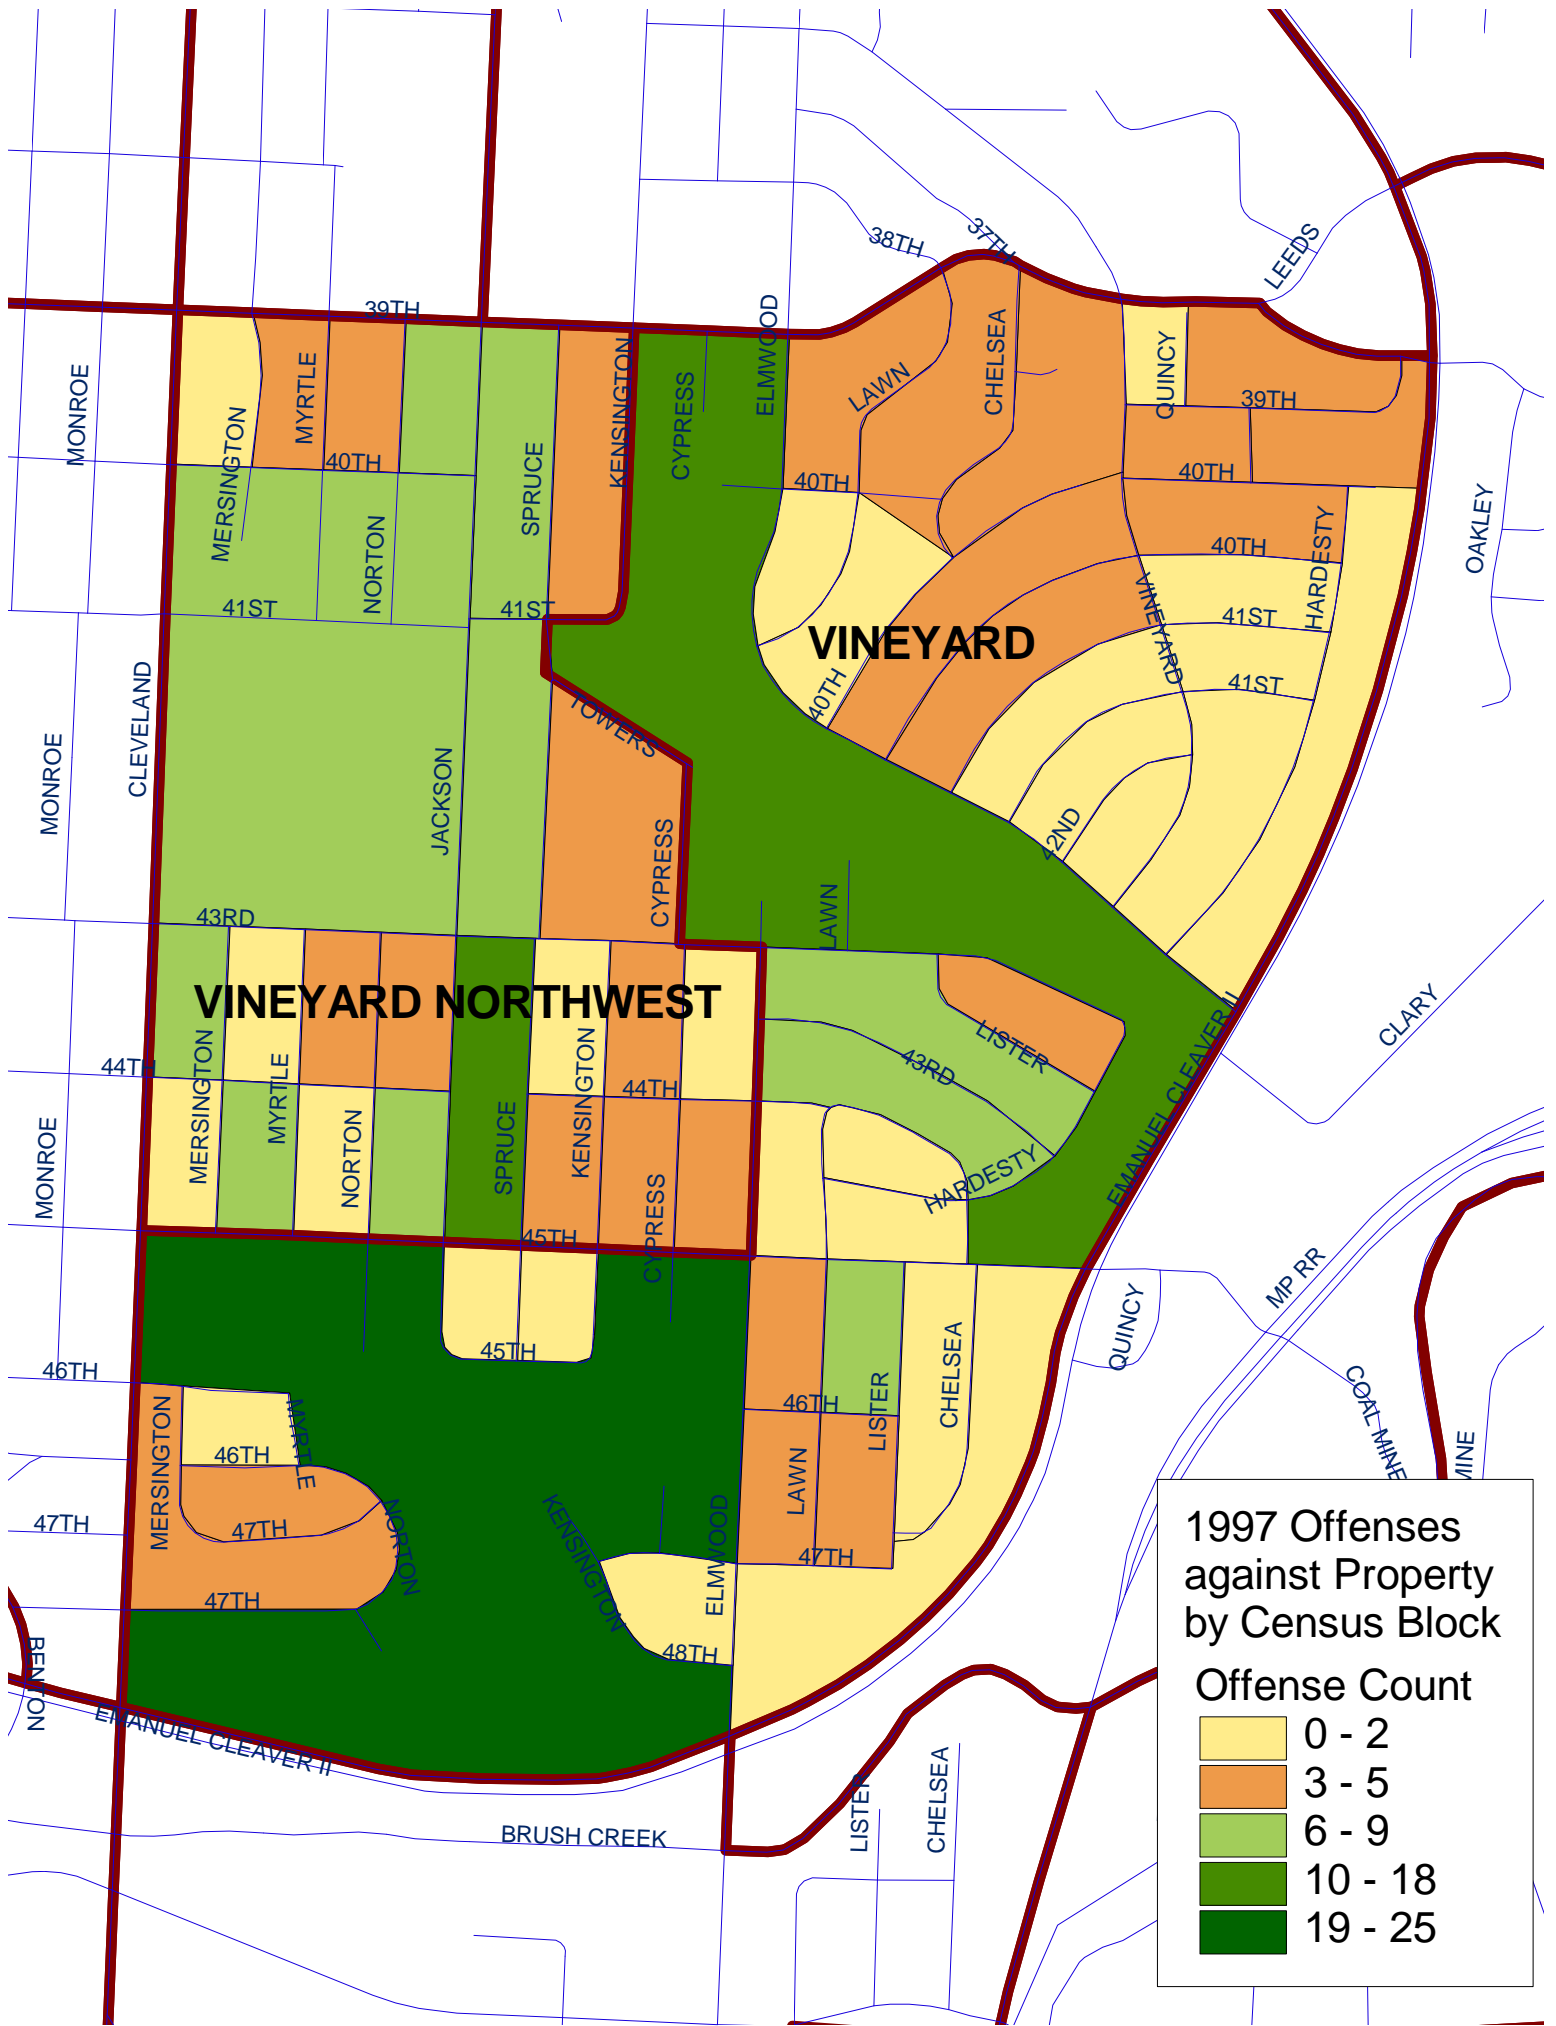 38TH
37TH
LEEDS
39TH
ELMWOOD
MONROE
MERSINGTON
MYRTLE
40TH
NORTON
SPRUCE
KENSINGTON
CYPRESS
LAWN
CHELSEA
QUINCY
39TH
40TH
40TH
OAKLEY
HARDESTY
40TH
41ST
41ST
VINEYARD
41ST
41ST
VINEYARD
CLEVELAND
MONROE
JACKSON
TOWERS
40TH
CYPRESS
42ND
LAWN
43RD
VINEYARD NORTHWEST
44TH
MERSINGTON
MYRTLE
NORTON
SPRUCE
KENSINGTON
44TH
CYPRESS
LISTER
43RD
HARDESTY
EMANUEL CLEAVER II
CLARY
MONROE
45TH
MP RR
QUINCY
45TH
46TH
MERSINGTON
MYRTLE
46TH
47TH
NORTON
47TH
47TH
KENSINGTON
ELMWOOD
48TH
46TH
LAWN
LISTER
CHELSEA
47TH
COAL MINE
MINE
BENTON
EMANUEL CLEAVER II
BRUSH CREEK
LISTER
CHELSEA
1997 Offenses
against Property
by Census Block
Offense Count
0 - 2
3 - 5
6 - 9
10 - 18
19 - 25